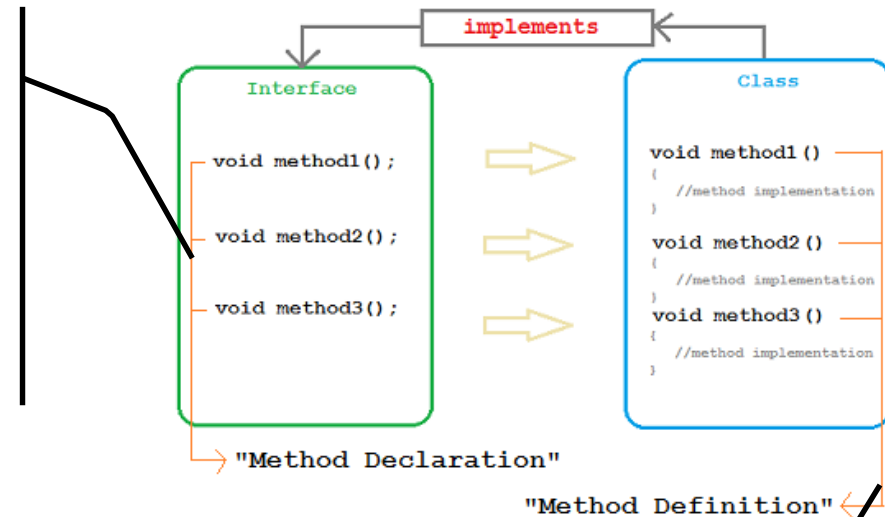 implements
Interface
void method1();
void method2();
void method3();
Class
void method1()
{
//method implementation
}
void method2()
{
//method implementation
}
void method3()
{
//method implementation
}
"Method Declaration"
"Method Definition"